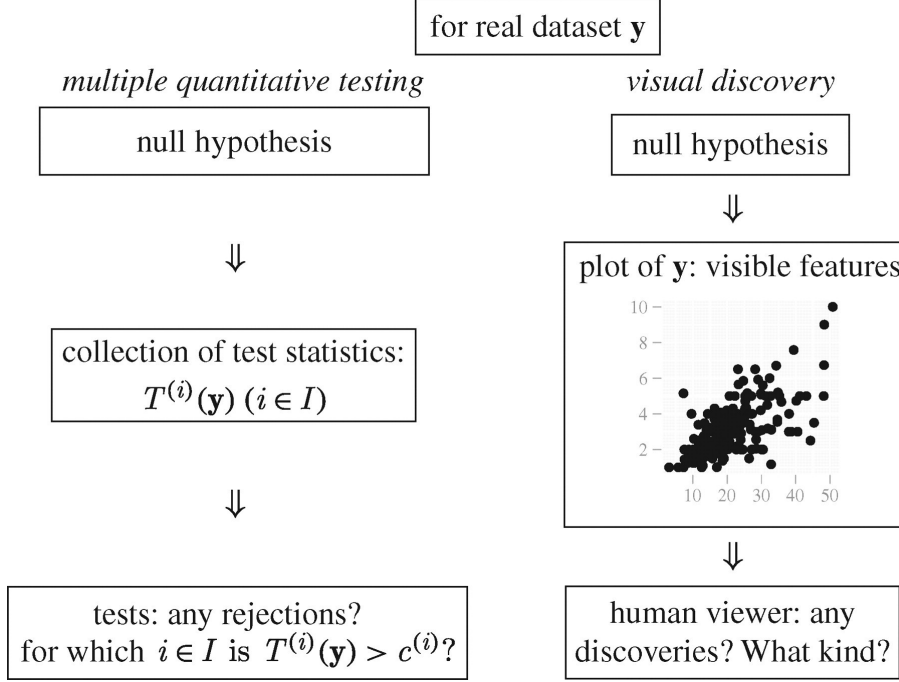 for real dataset y
multiple quantitative testing
visual discovery
null hypothesis
null hypothesis
⇓
⇓
plot of y: visible features
10
8
6
4
2
10 20 30 40 50
collection of test statistics:
T⁽ⁱ⁾(y) (i ∈ I)
⇓
⇓
tests: any rejections?
for which i ∈ I is T⁽ⁱ⁾(y) > c⁽ⁱ⁾?
human viewer: any
discoveries? What kind?